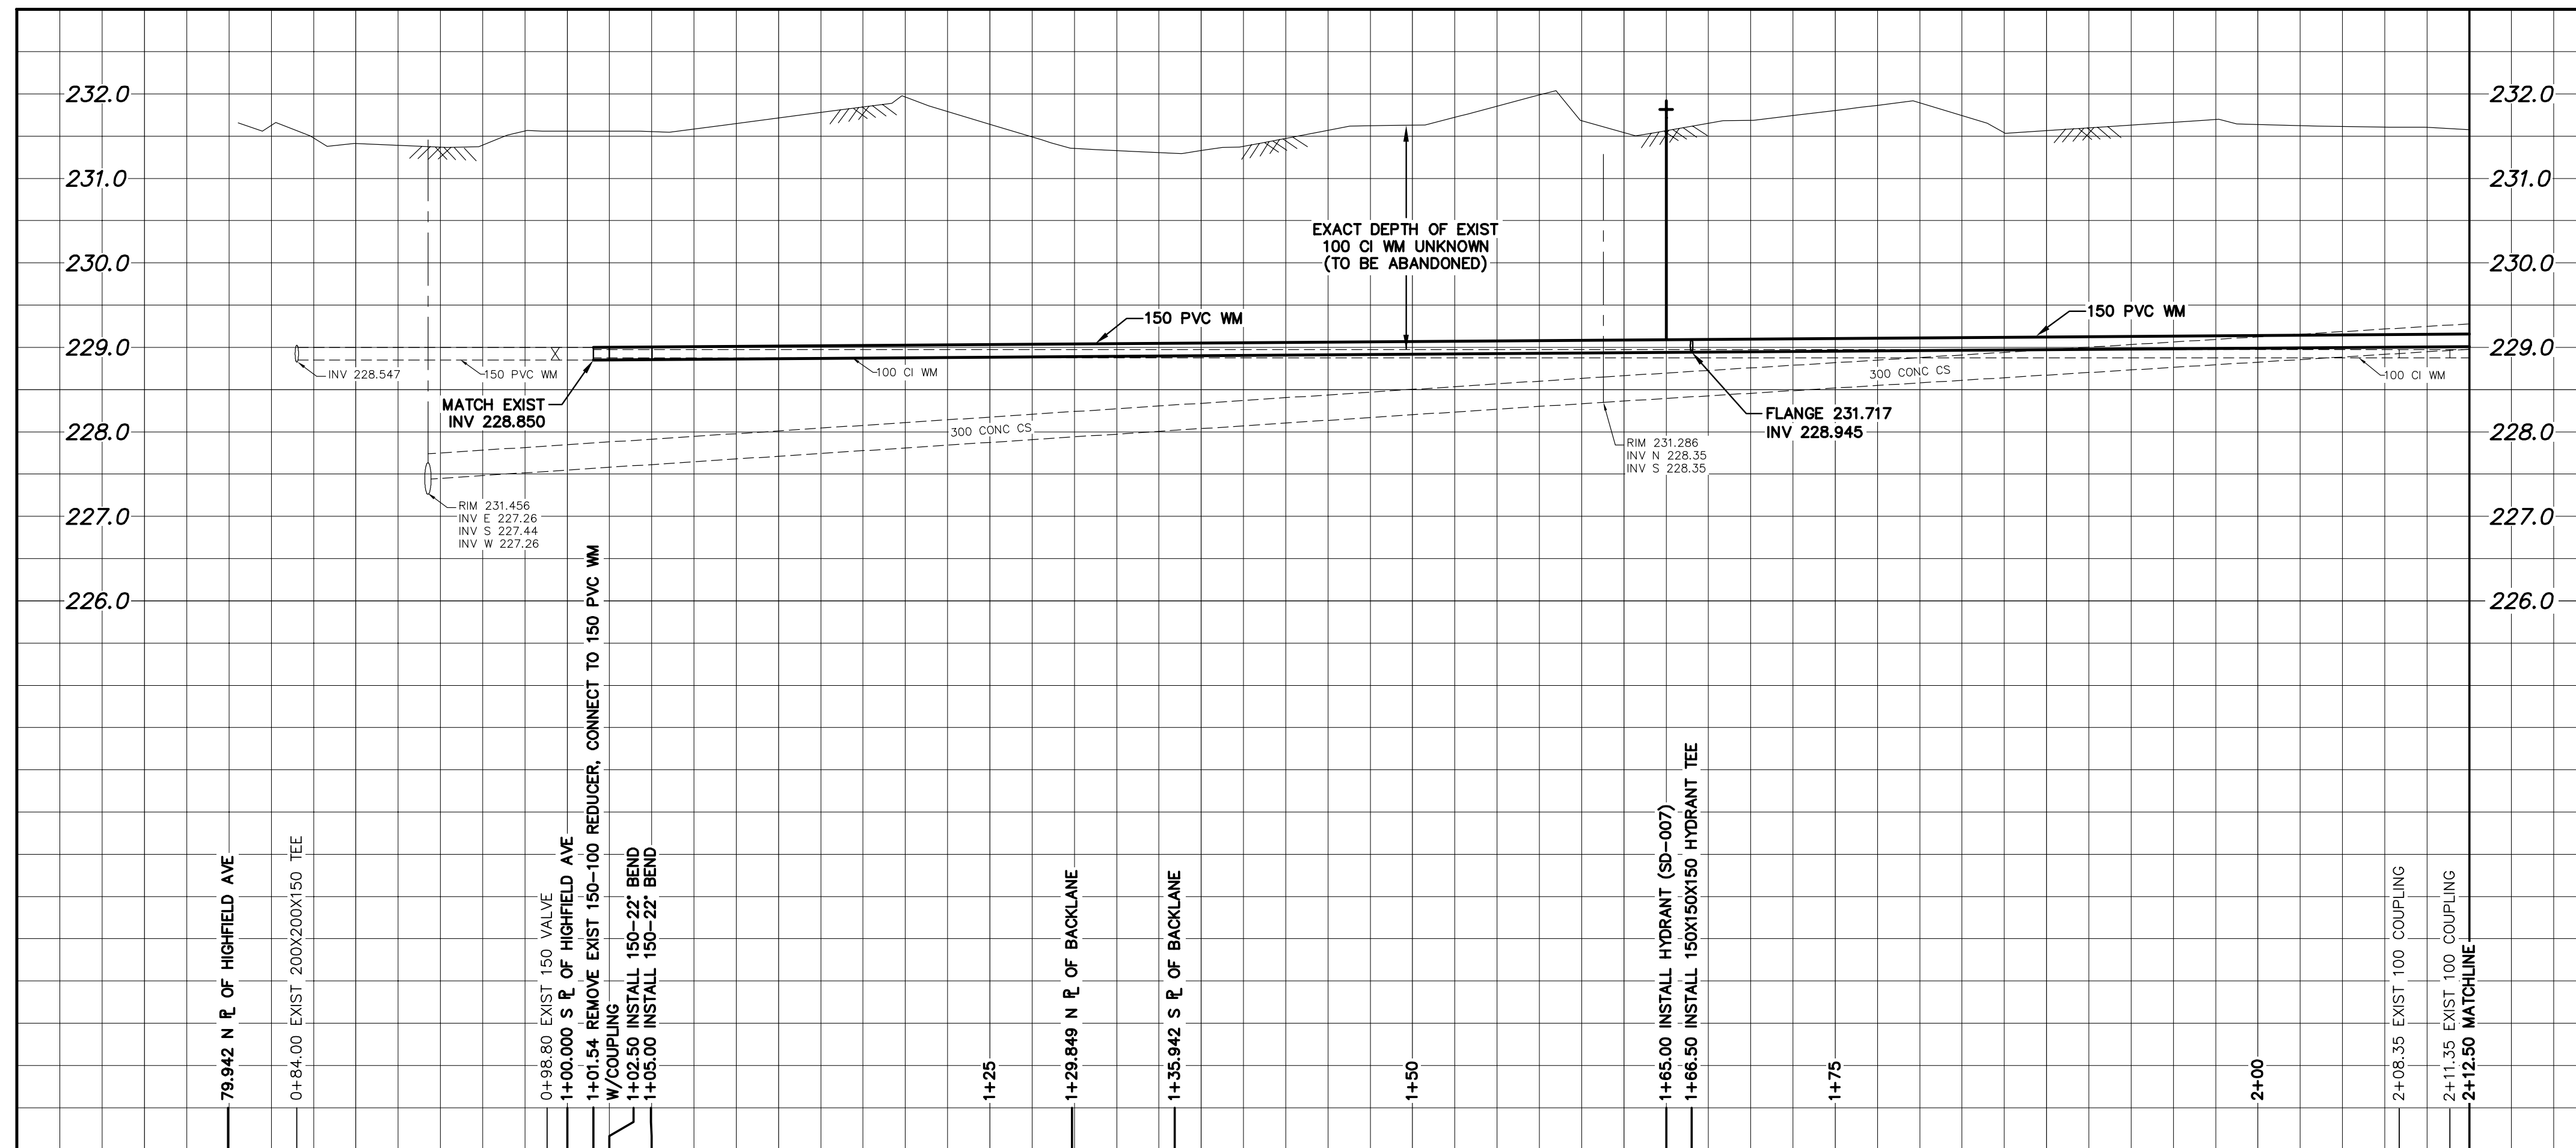 232.0
232.0
231.0
231.0
EXACT DEPTH OF EXIST
100 CI WM UNKNOWN
(TO BE ABANDONED)
230.0
230.0
150 PVC WM
150 PVC WM
229.0
229.0
INV 228.547
150 PVC WM
100 CI WM
300 CONC CS
100 CI WM
MATCH EXIST
INV 228.850
FLANGE 231.717
INV 228.945
228.0
228.0
300 CONC CS
RIM 231.286
INV N 228.35
INV S 228.35
RIM 231.456
INV E 227.26
INV S 227.44
INV W 227.26
227.0
227.0
226.0
226.0
79.942 N PL OF HIGHFIELD AVE
0+84.00 EXIST 200X200X150 TEE
0+98.80 EXIST 150 VALVE
1+00.000 S PL OF HIGHFIELD AVE
1+01.54 REMOVE EXIST 150-100 REDUCER, CONNECT TO 150 PVC WM
W/COUPLING
1+02.50 INSTALL 150-22° BEND
1+05.00 INSTALL 150-22° BEND
1+25
1+29.849 N PL OF BACKLANE
1+35.942 S PL OF BACKLANE
1+50
1+65.00 INSTALL HYDRANT (SD-007)
1+66.50 INSTALL 150X150X150 HYDRANT TEE
1+75
2+00
2+08.35 EXIST 100 COUPLING
2+11.35 EXIST 100 COUPLING
2+12.50 MATCHLINE